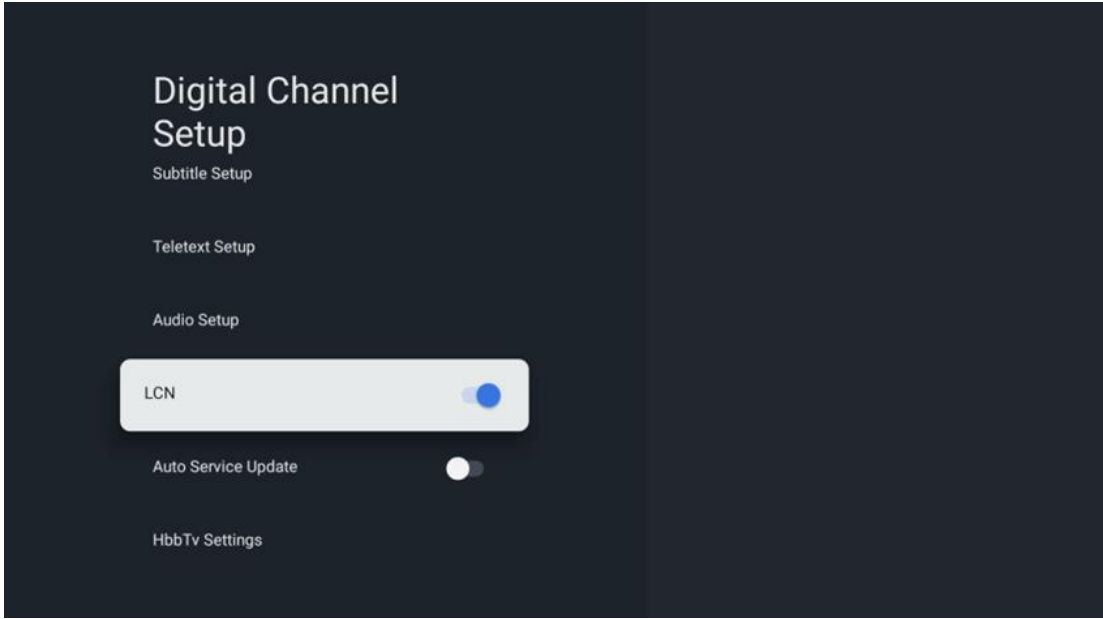 Digital Channel
Setup
Subtitle Setup
Teletext Setup
Audio Setup
LCN
Auto Service Update
HbbTv Settings